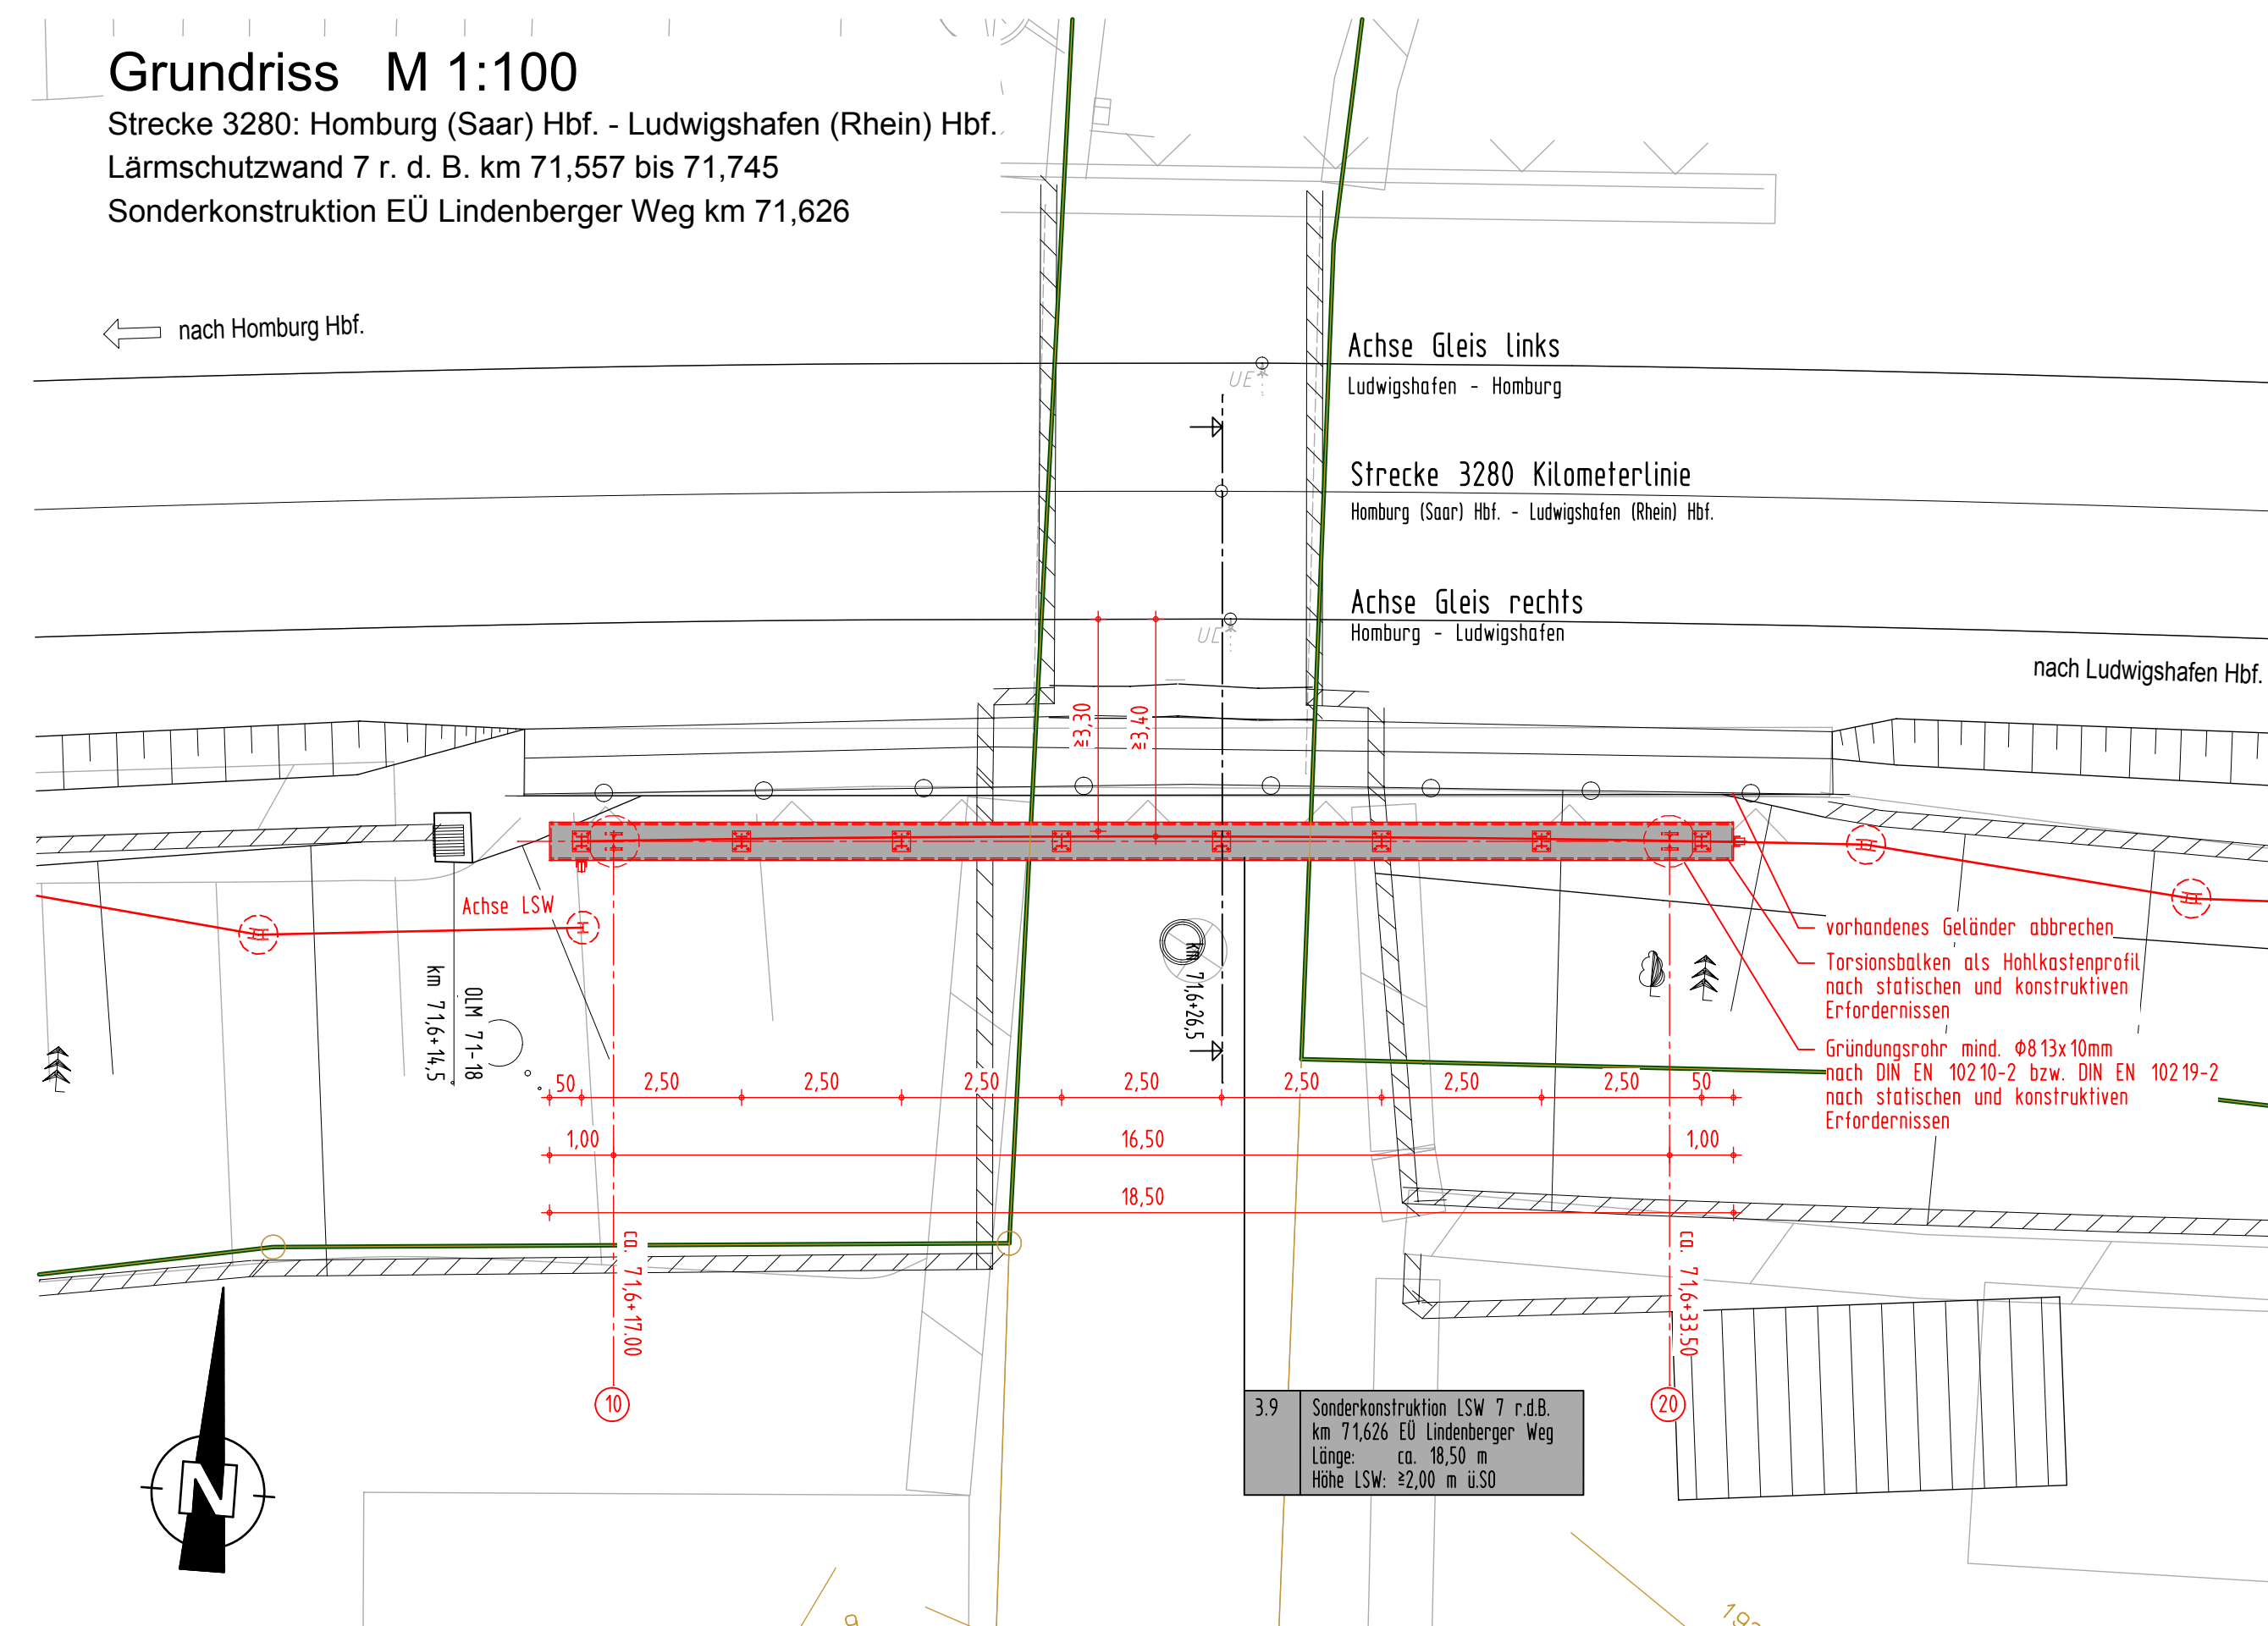 Grundriss M 1:100
Strecke 3280: Homburg (Saar) Hbf. - Ludwigshafen (Rhein) Hbf.
Lärmschutzwand 7 r. d. B. km 71,557 bis 71,745
Sonderkonstruktion EÜ Lindenberger Weg km 71,626
nach Homburg Hbf.
Achse Gleis links
Ludwigshafen - Homburg
UE
Strecke 3280 Kilometerlinie
Homburg (Saar) Hbf. - Ludwigshafen (Rhein) Hbf.
Achse Gleis rechts
Homburg - Ludwigshafen
nach Ludwigshafen Hbf.
≥3,30
≥3,40
Achse LSW
OLM 71-18
km 71,6+14,5
km 71,6+26,5
vorhandenes Geländer abbrechen
Torsionsbalken als Hohlkastenprofil
nach statischen und konstruktiven
Erfordernissen
Gründungsrohr mind. Φ813x10mm
nach DIN EN 10210-2 bzw. DIN EN 10219-2
nach statischen und konstruktiven
Erfordernissen
50 2,50 2,50 2,50 2,50 2,50 2,50 2,50 50
1,00 16,50 1,00
18,50
ca. 71,6+17.00
ca. 71,6+33.50
10
20
3.9 Sonderkonstruktion LSW 7 r.d.B.
km 71,626 EÜ Lindenberger Weg
Länge: ca. 18,50 m
Höhe LSW: ≥2,00 m ü.SO
N